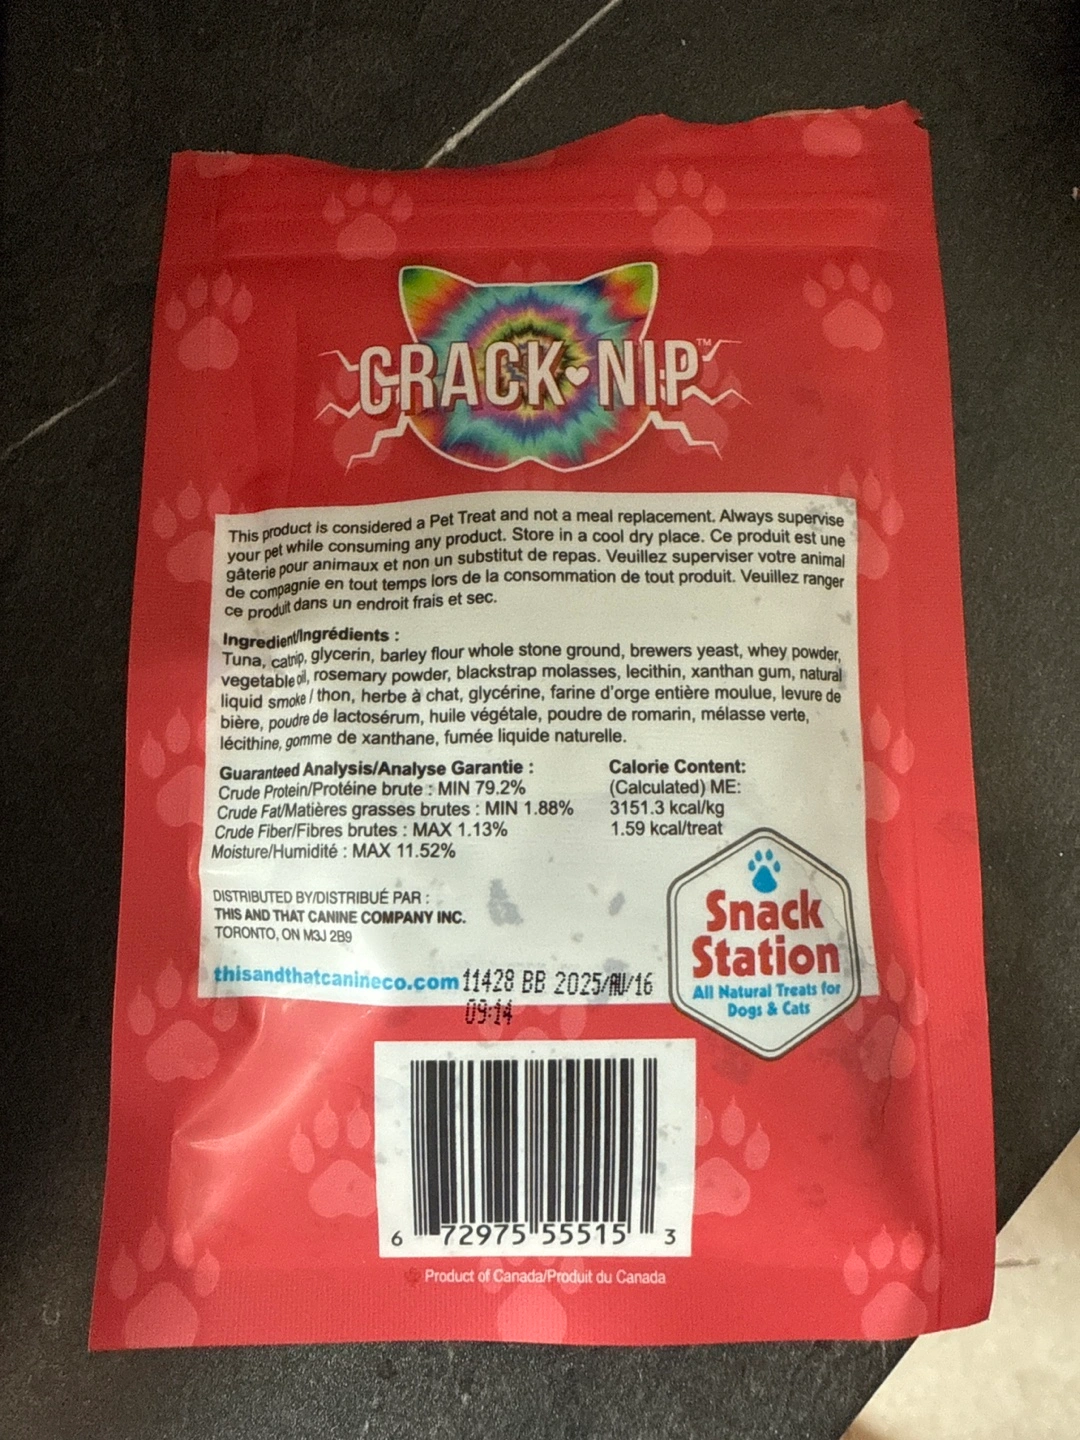 CRACK NIP™
This product is considered a Pet Treat and not a meal replacement. Always supervise
your pet while consuming any product. Store in a cool dry place. Ce produit est une
gâterie pour animaux et non un substitut de repas. Veuillez superviser votre animal
de compagnie en tout temps lors de la consommation de tout produit. Veuillez ranger
ce produit dans un endroit frais et sec.
Ingredient/Ingrédients :
Tuna, catnip, glycerin, barley flour whole stone ground, brewers yeast, whey powder,
vegetable oil, rosemary powder, blackstrap molasses, lecithin, xanthan gum, natural
liquid smoke / thon, herbe à chat, glycérine, farine d'orge entière moulue, levure de
bière, poudre de lactosérum, huile végétale, poudre de romarin, mélasse verte,
lécithine, gomme de xanthane, fumée liquide naturelle.
Guaranteed Analysis/Analyse Garantie :
Crude Protein/Protéine brute : MIN 79.2%
Crude Fat/Matières grasses brutes : MIN 1.88%
Crude Fiber/Fibres brutes : MAX 1.13%
Moisture/Humidité : MAX 11.52%
Calorie Content:
(Calculated) ME:
3151.3 kcal/kg
1.59 kcal/treat
DISTRIBUTED BY/DISTRIBUÉ PAR :
THIS AND THAT CANINE COMPANY INC.
TORONTO, ON M3J 2B9
thisandthatcanineco.com
11428 BB 2025/AU/16
09:14
Snack
Station
All Natural Treats for
Dogs & Cats
6 72975 55515 3
Product of Canada/Produit du Canada